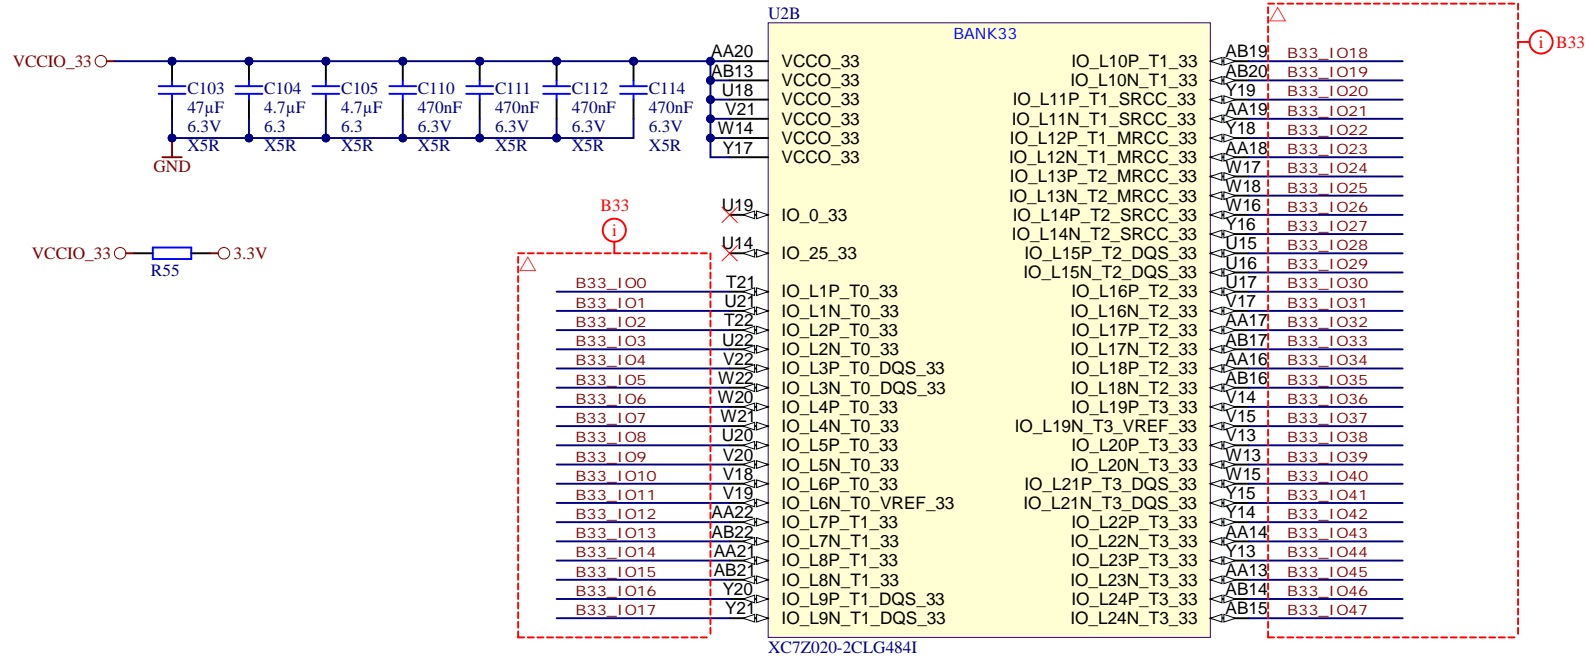 U2B
BANK33
VCCIO_33
C103
47µF
6.3V
X5R
C104
4.7µF
6.3
X5R
C105
4.7µF
6.3
X5R
C110
470nF
6.3V
X5R
C111
470nF
6.3V
X5R
C112
470nF
6.3V
X5R
C114
470nF
6.3V
X5R
GND
VCCIO_33
R55
3.3V
AA20 VCCO_33
AB13 VCCO_33
U18 VCCO_33
V21 VCCO_33
W14 VCCO_33
Y17 VCCO_33
U19 IO_0_33
U14 IO_25_33
B33
i
B33_IO0 T21 IO_L1P_T0_33
B33_IO1 U21 IO_L1N_T0_33
B33_IO2 T22 IO_L2P_T0_33
B33_IO3 U22 IO_L2N_T0_33
B33_IO4 V22 IO_L3P_T0_DQS_33
B33_IO5 W22 IO_L3N_T0_DQS_33
B33_IO6 W20 IO_L4P_T0_33
B33_IO7 W21 IO_L4N_T0_33
B33_IO8 U20 IO_L5P_T0_33
B33_IO9 V20 IO_L5N_T0_33
B33_IO10 V18 IO_L6P_T0_33
B33_IO11 V19 IO_L6N_T0_VREF_33
B33_IO12 AA22 IO_L7P_T1_33
B33_IO13 AB22 IO_L7N_T1_33
B33_IO14 AA21 IO_L8P_T1_33
B33_IO15 AB21 IO_L8N_T1_33
B33_IO16 Y20 IO_L9P_T1_DQS_33
B33_IO17 Y21 IO_L9N_T1_DQS_33
IO_L10P_T1_33 AB19 B33_IO18
IO_L10N_T1_33 AB20 B33_IO19
IO_L11P_T1_SRCC_33 Y19 B33_IO20
IO_L11N_T1_SRCC_33 AA19 B33_IO21
IO_L12P_T1_MRCC_33 Y18 B33_IO22
IO_L12N_T1_MRCC_33 AA18 B33_IO23
IO_L13P_T2_MRCC_33 W17 B33_IO24
IO_L13N_T2_MRCC_33 W18 B33_IO25
IO_L14P_T2_SRCC_33 W16 B33_IO26
IO_L14N_T2_SRCC_33 Y16 B33_IO27
IO_L15P_T2_DQS_33 U15 B33_IO28
IO_L15N_T2_DQS_33 U16 B33_IO29
IO_L16P_T2_33 U17 B33_IO30
IO_L16N_T2_33 V17 B33_IO31
IO_L17P_T2_33 AA17 B33_IO32
IO_L17N_T2_33 AB17 B33_IO33
IO_L18P_T2_33 AA16 B33_IO34
IO_L18N_T2_33 AB16 B33_IO35
IO_L19P_T3_33 V14 B33_IO36
IO_L19N_T3_VREF_33 V15 B33_IO37
IO_L20P_T3_33 V13 B33_IO38
IO_L20N_T3_33 W13 B33_IO39
IO_L21P_T3_DQS_33 W15 B33_IO40
IO_L21N_T3_DQS_33 Y15 B33_IO41
IO_L22P_T3_33 Y14 B33_IO42
IO_L22N_T3_33 AA14 B33_IO43
IO_L23P_T3_33 Y13 B33_IO44
IO_L23N_T3_33 AA13 B33_IO45
IO_L24P_T3_33 AB14 B33_IO46
IO_L24N_T3_33 AB15 B33_IO47
i B33
XC7Z020-2CLG484I